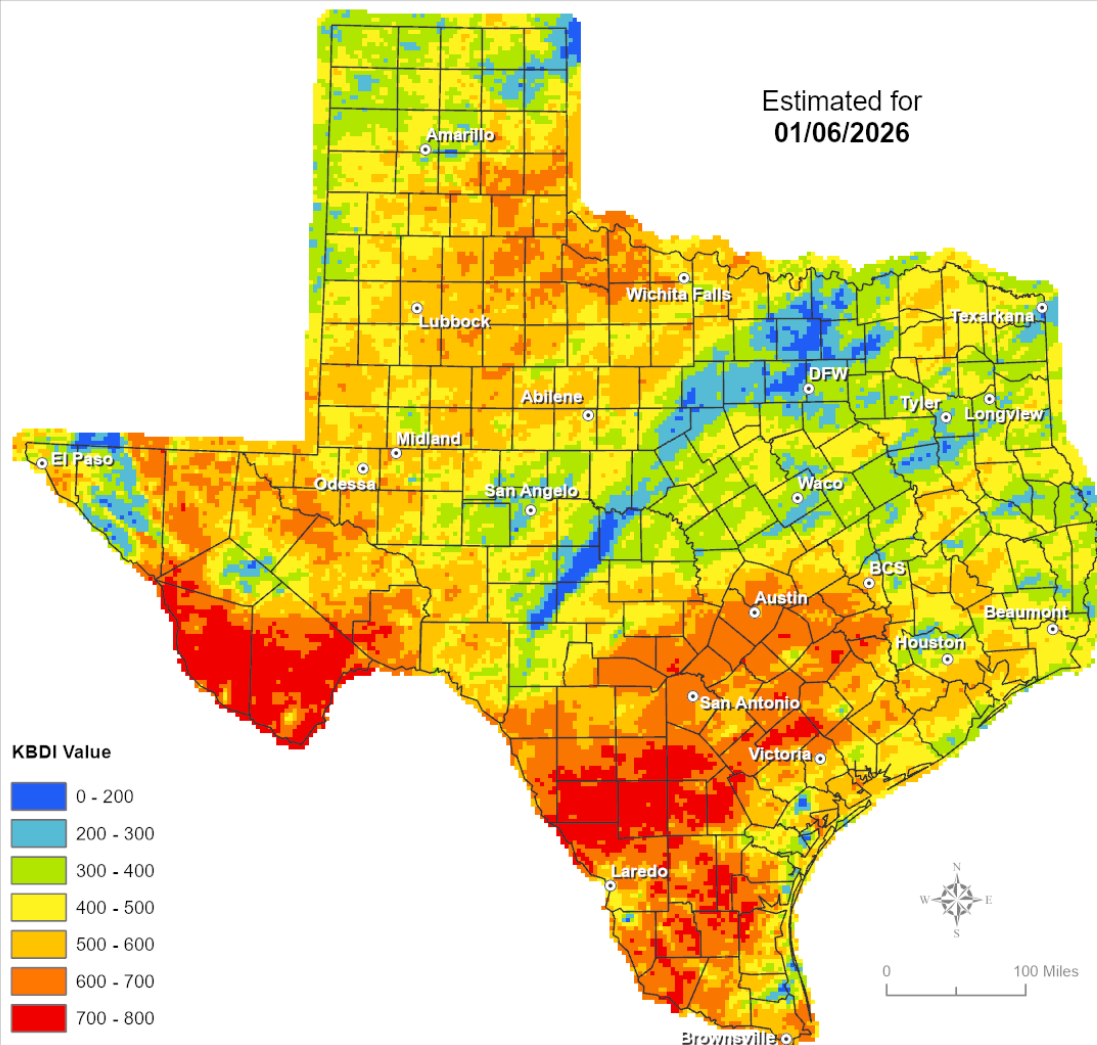 Estimated for
01/06/2026
Amarillo
Wichita Falls
Texarkana
Lubbock
DFW
Abilene
Tyler
Longview
Midland
El Paso
Odessa
San Angelo
Waco
BCS
Austin
Beaumont
Houston
San Antonio
Victoria
Laredo
Brownsville
KBDI Value
0 - 200
200 - 300
300 - 400
400 - 500
500 - 600
600 - 700
700 - 800
N
W
E
S
0
100 Miles